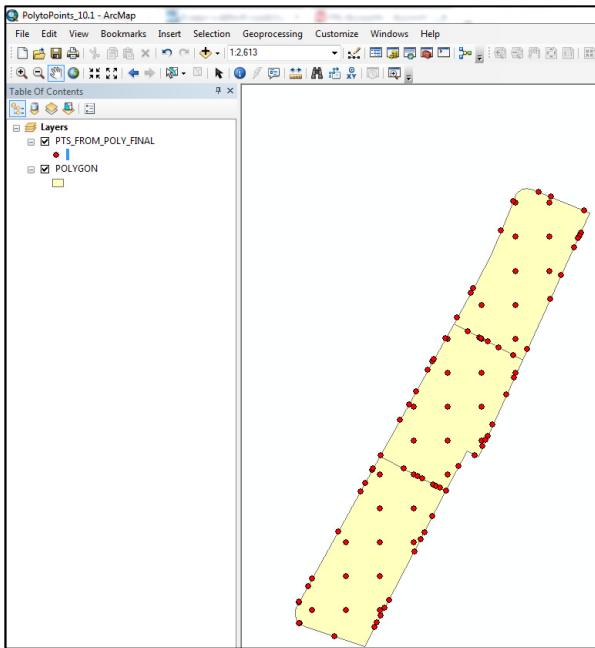 PolytoPoints_10.1 - ArcMap
File Edit View Bookmarks Insert Selection Geoprocessing Customize Windows Help
1:2,613
Table Of Contents
Layers
PTS_FROM_POLY_FINAL
POLYGON